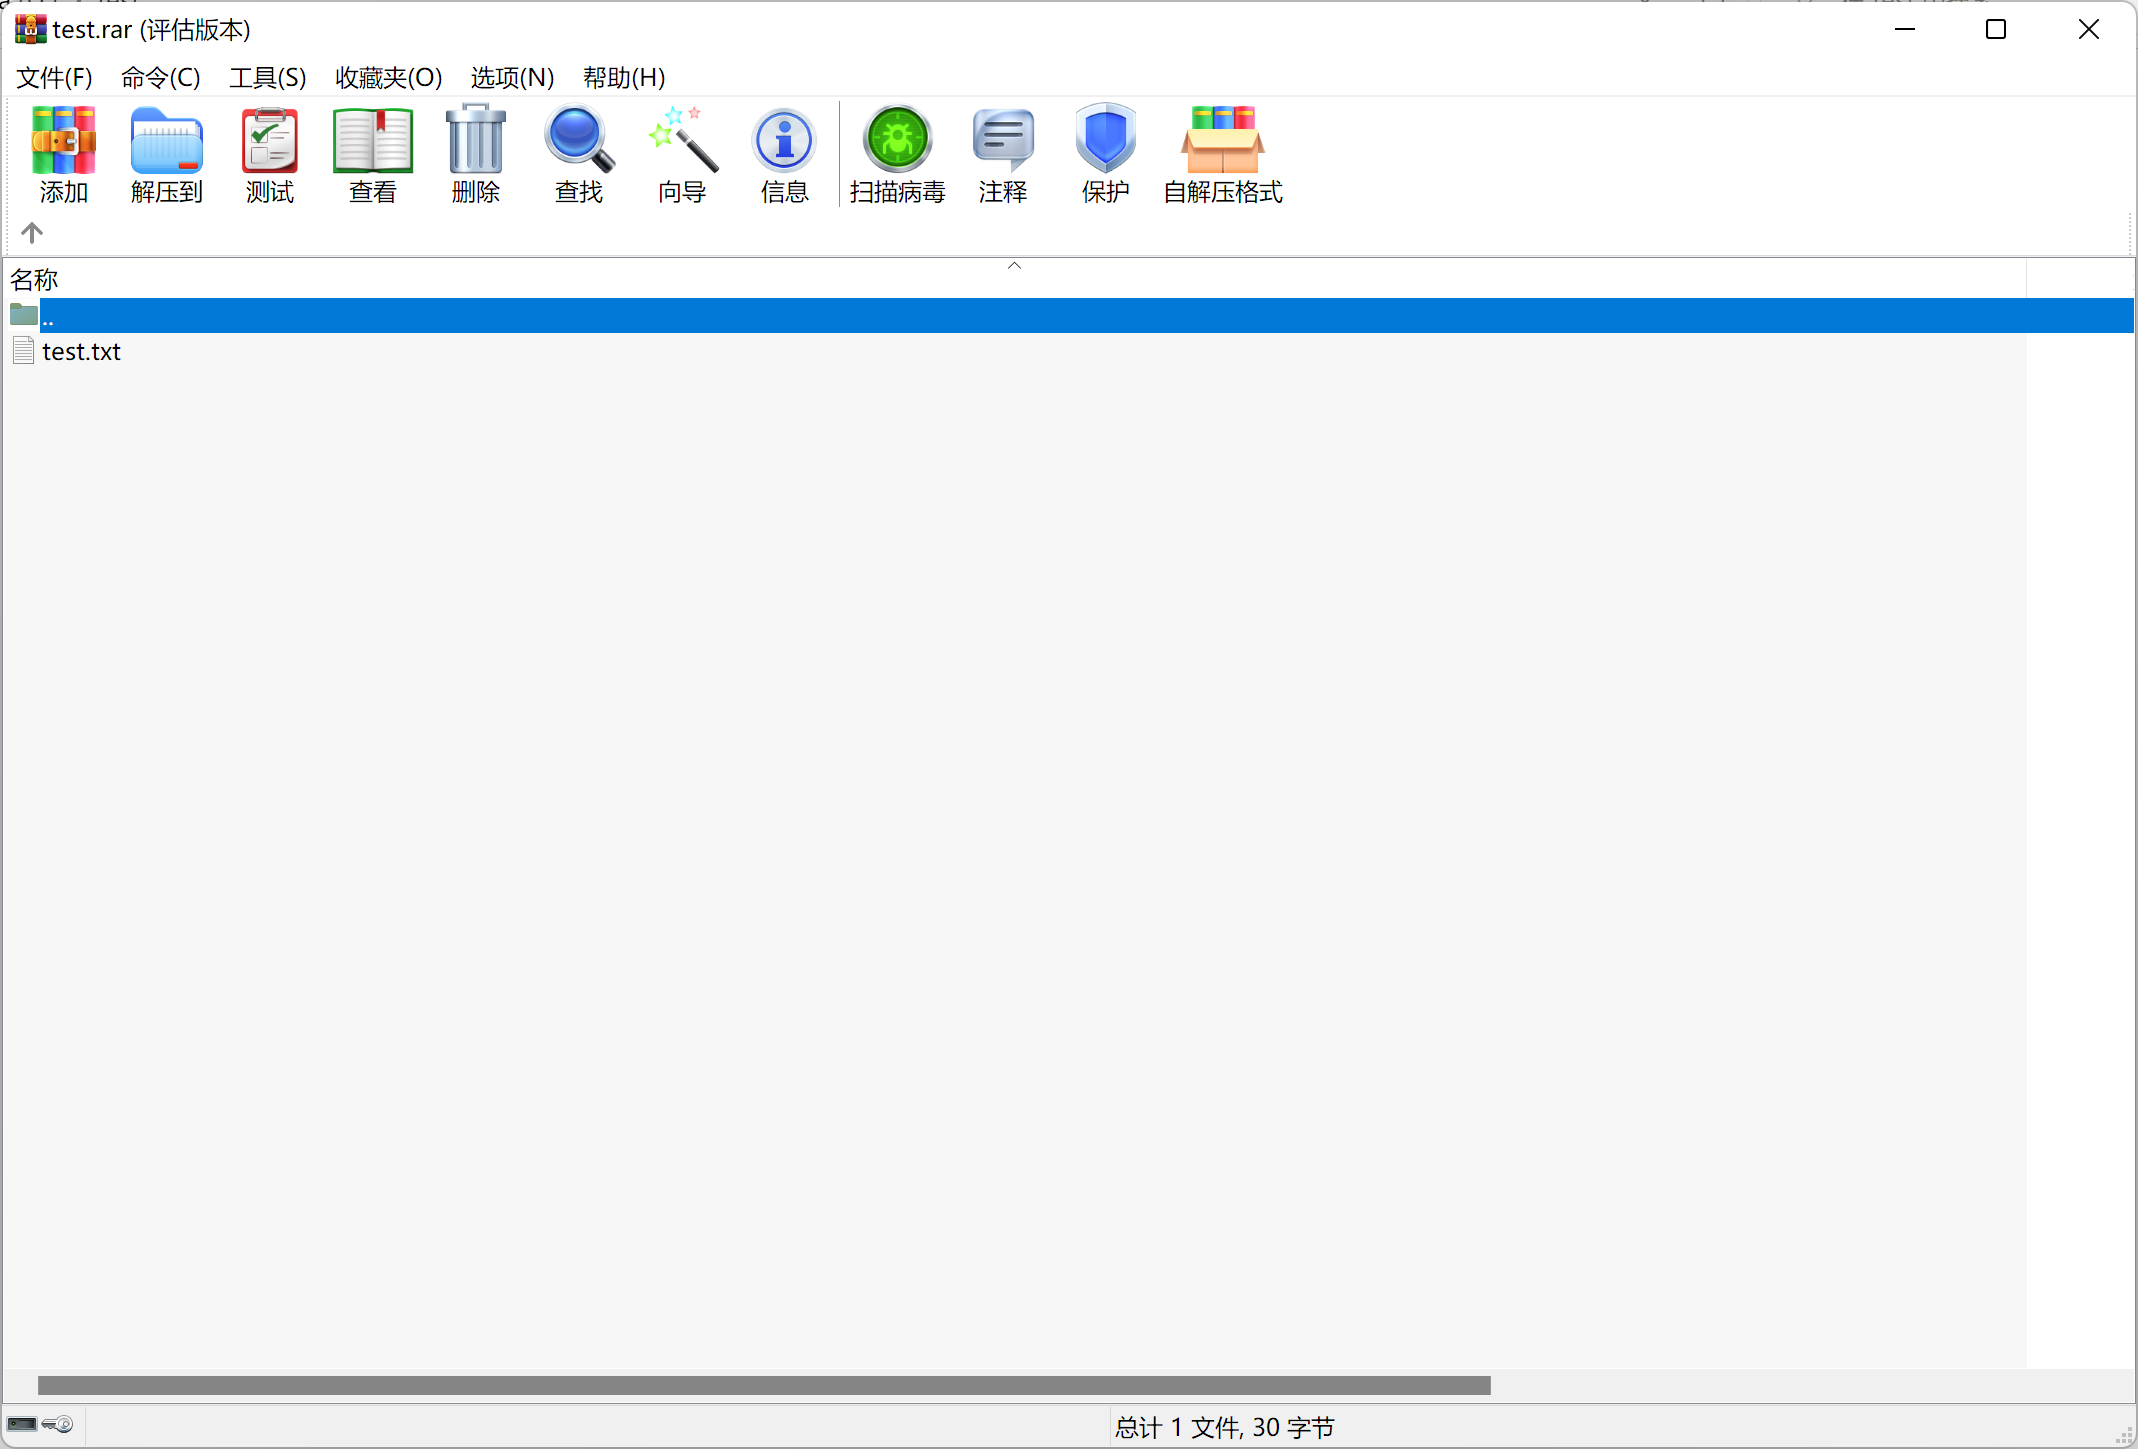 test.rar (评估版本)
文件(F) 命令(C) 工具(S) 收藏夹(O) 选项(N) 帮助(H)
添加 解压到 测试 查看 删除 查找 向导 信息 扫描病毒 注释 保护 自解压格式
名称
..
test.txt
总计 1 文件, 30 字节